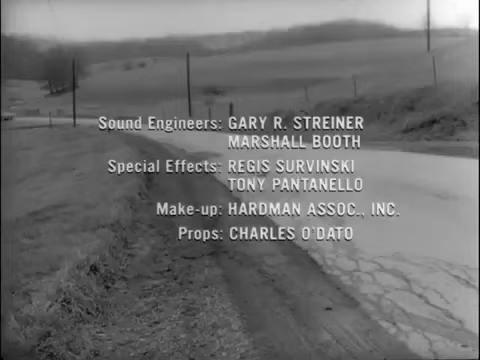 Sound Engineers: GARY R. STREINER
MARSHALL BOOTH
Special Effects: REGIS SURVINSKI
TONY PANTANELLO
Make-up: HARDMAN ASSOC., INC.
Props: CHARLES O'DATO